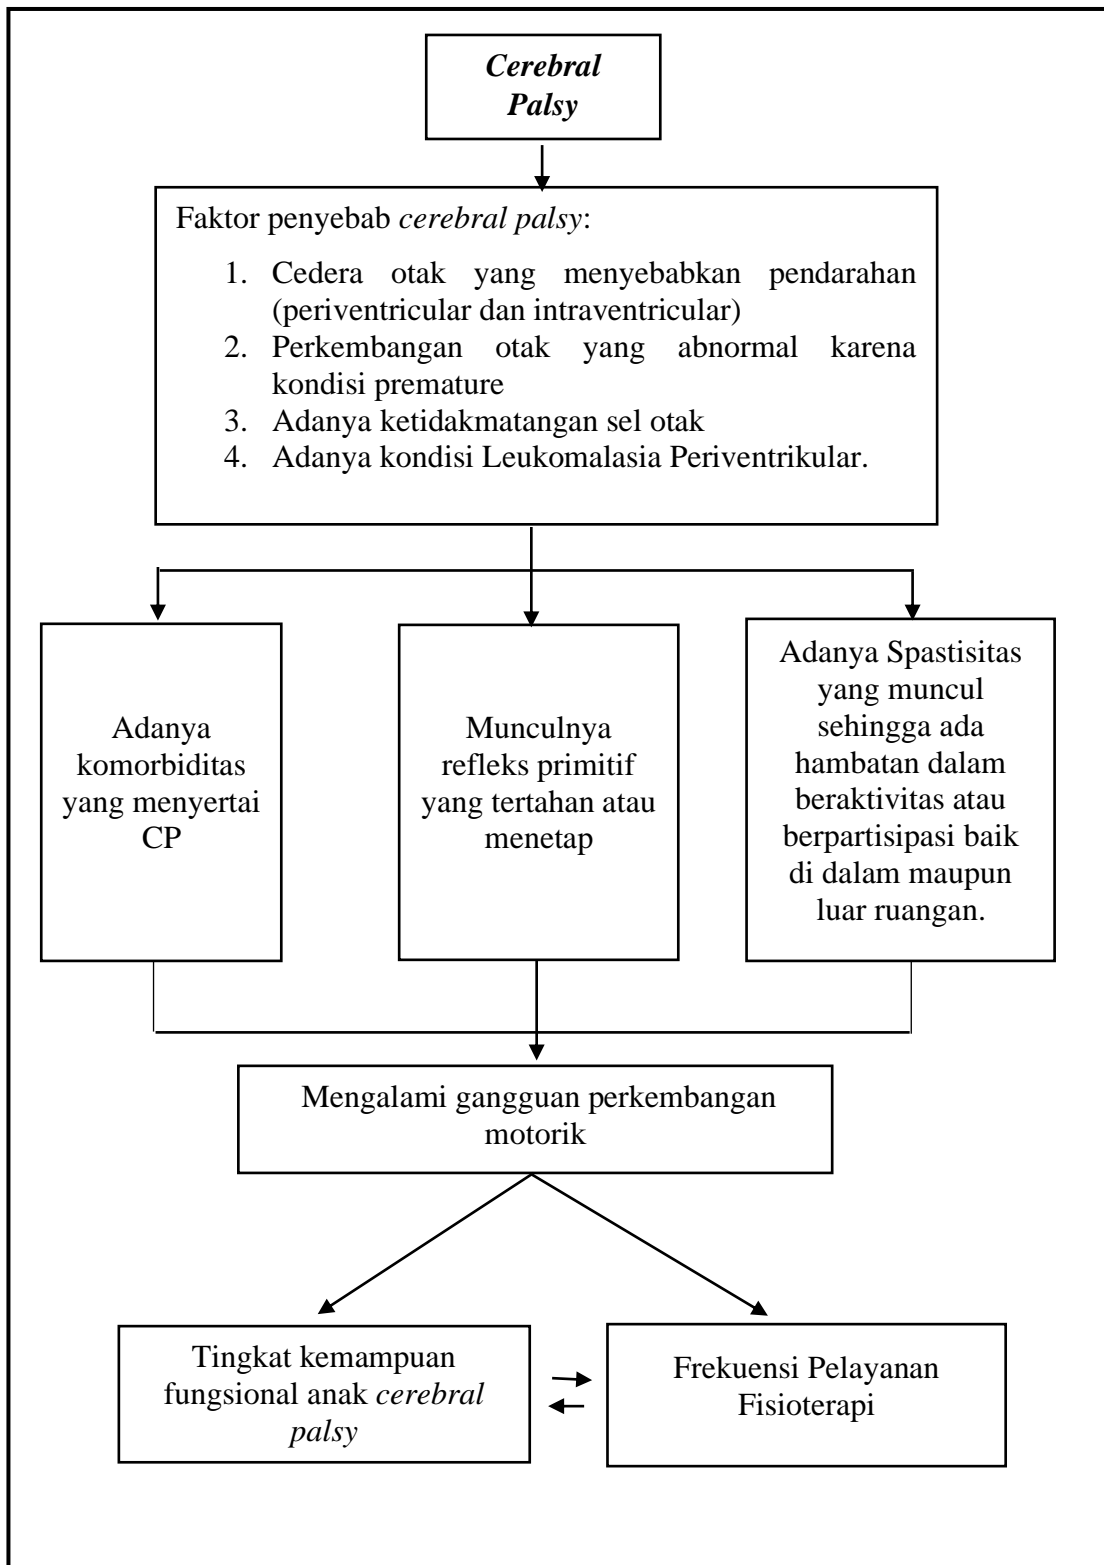 Cerebral
Palsy
Faktor penyebab cerebral palsy:
1. Cedera otak yang menyebabkan pendarahan
(periventricular dan intraventricular)
2. Perkembangan otak yang abnormal karena
kondisi premature
3. Adanya ketidakmatangan sel otak
4. Adanya kondisi Leukomalasia Periventrikular.
Adanya
komorbiditas
yang menyertai
CP
Munculnya
refleks primitif
yang tertahan atau
menetap
Adanya Spastisitas
yang muncul
sehingga ada
hambatan dalam
beraktivitas atau
berpartisipasi baik
di dalam maupun
luar ruangan.
Mengalami gangguan perkembangan
motorik
Tingkat kemampuan
fungsional anak cerebral
palsy
Frekuensi Pelayanan
Fisioterapi